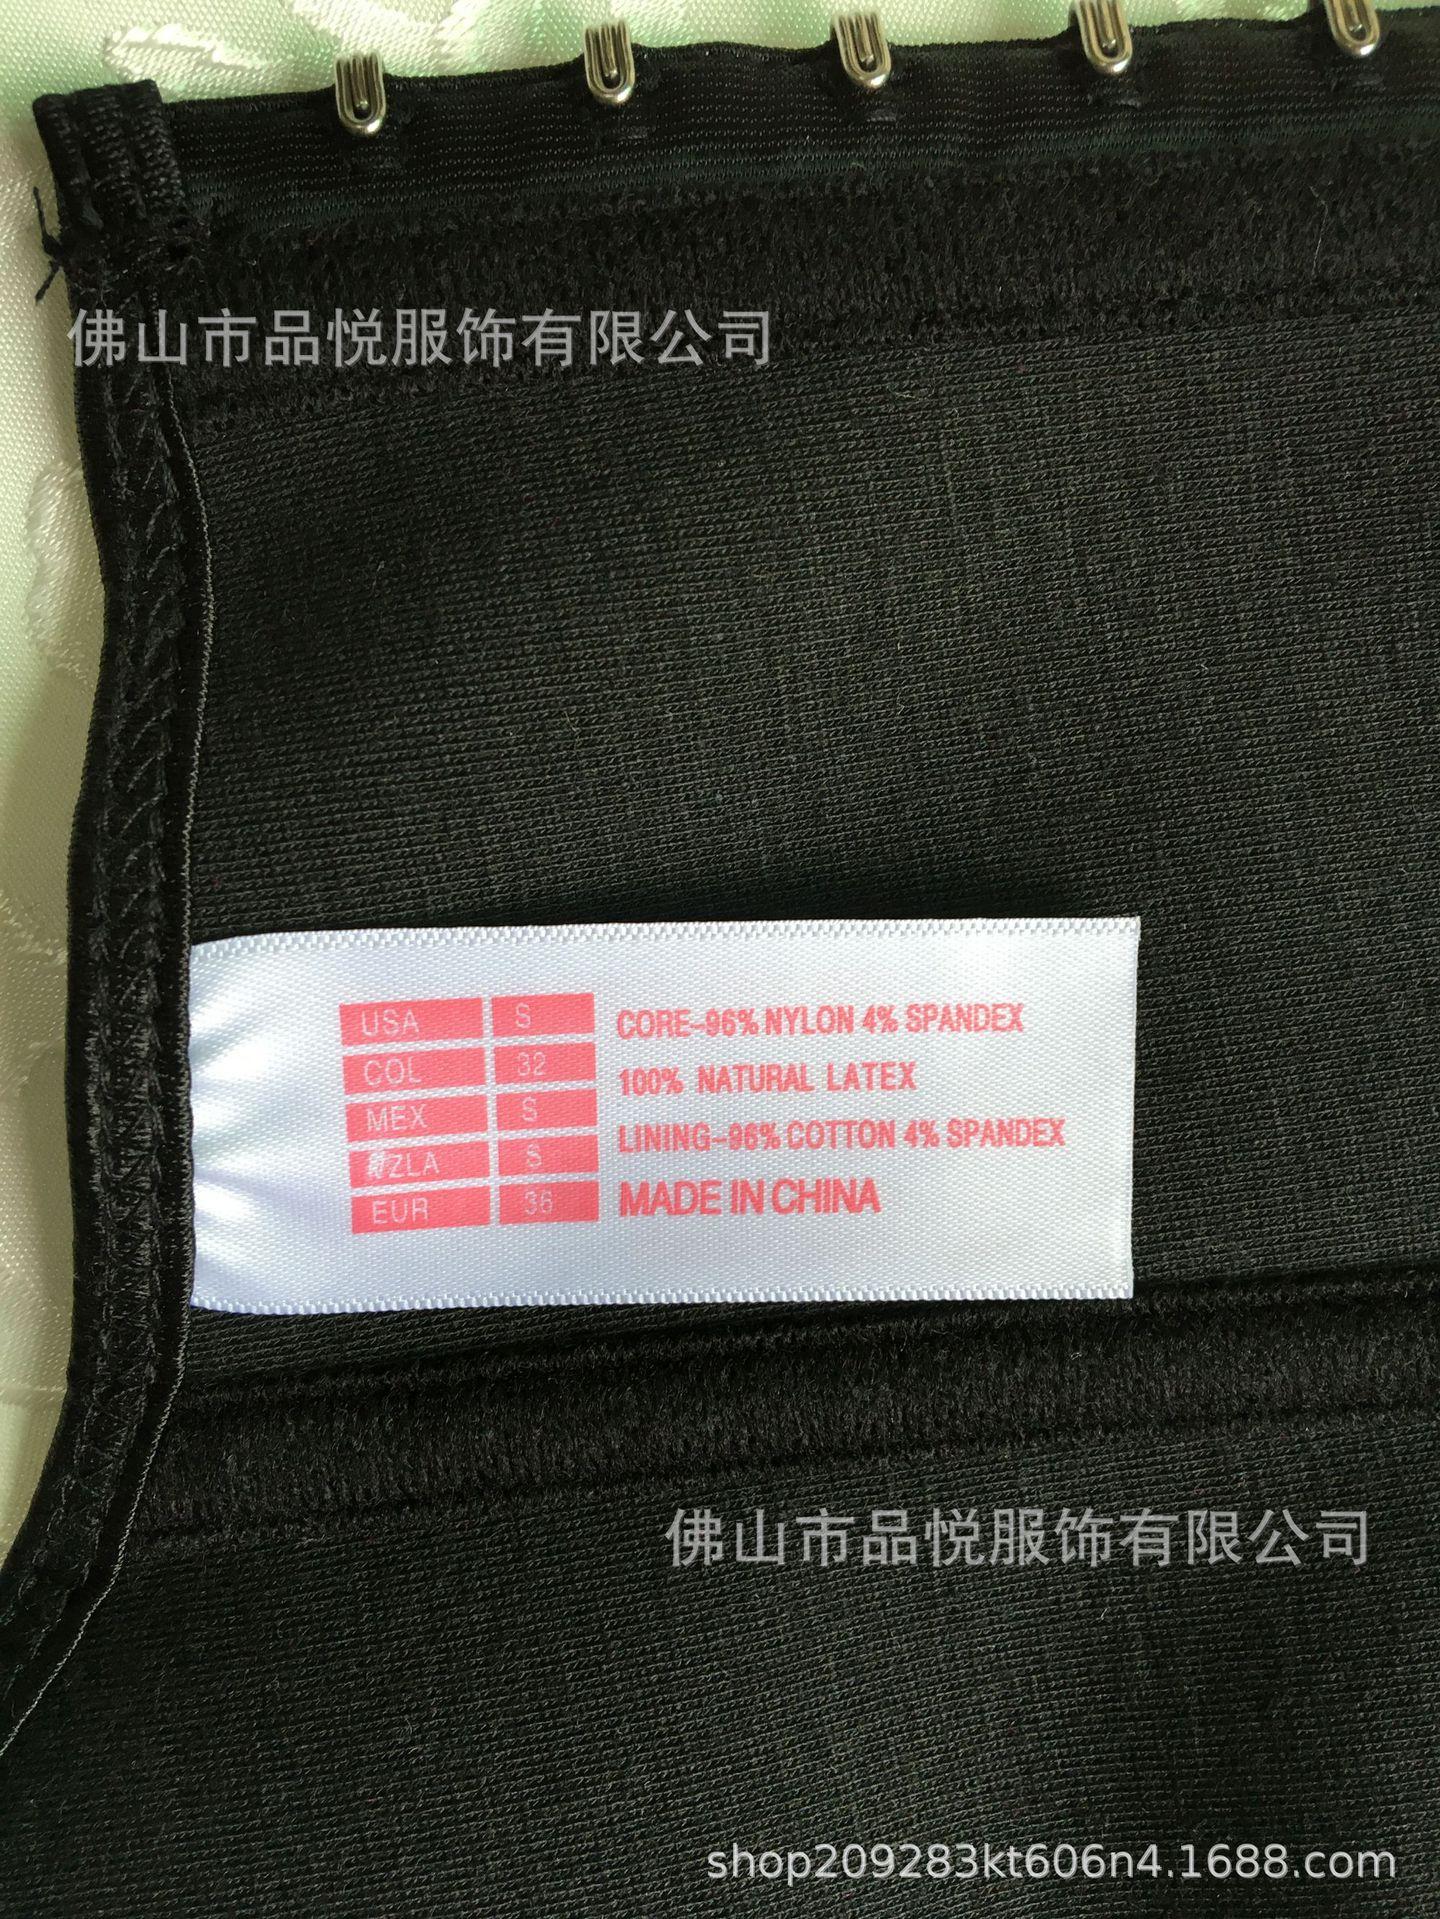 佛山市品悦服饰有限公司
USA S
COL 32
MEX S
VZLA S
EUR 36
CORE-96% NYLON 4% SPANDEX
100% NATURAL LATEX
LINING-96% COTTON 4% SPANDEX
MADE IN CHINA
佛山市品悦服饰有限公司
shop209283kt606n4.1688.com